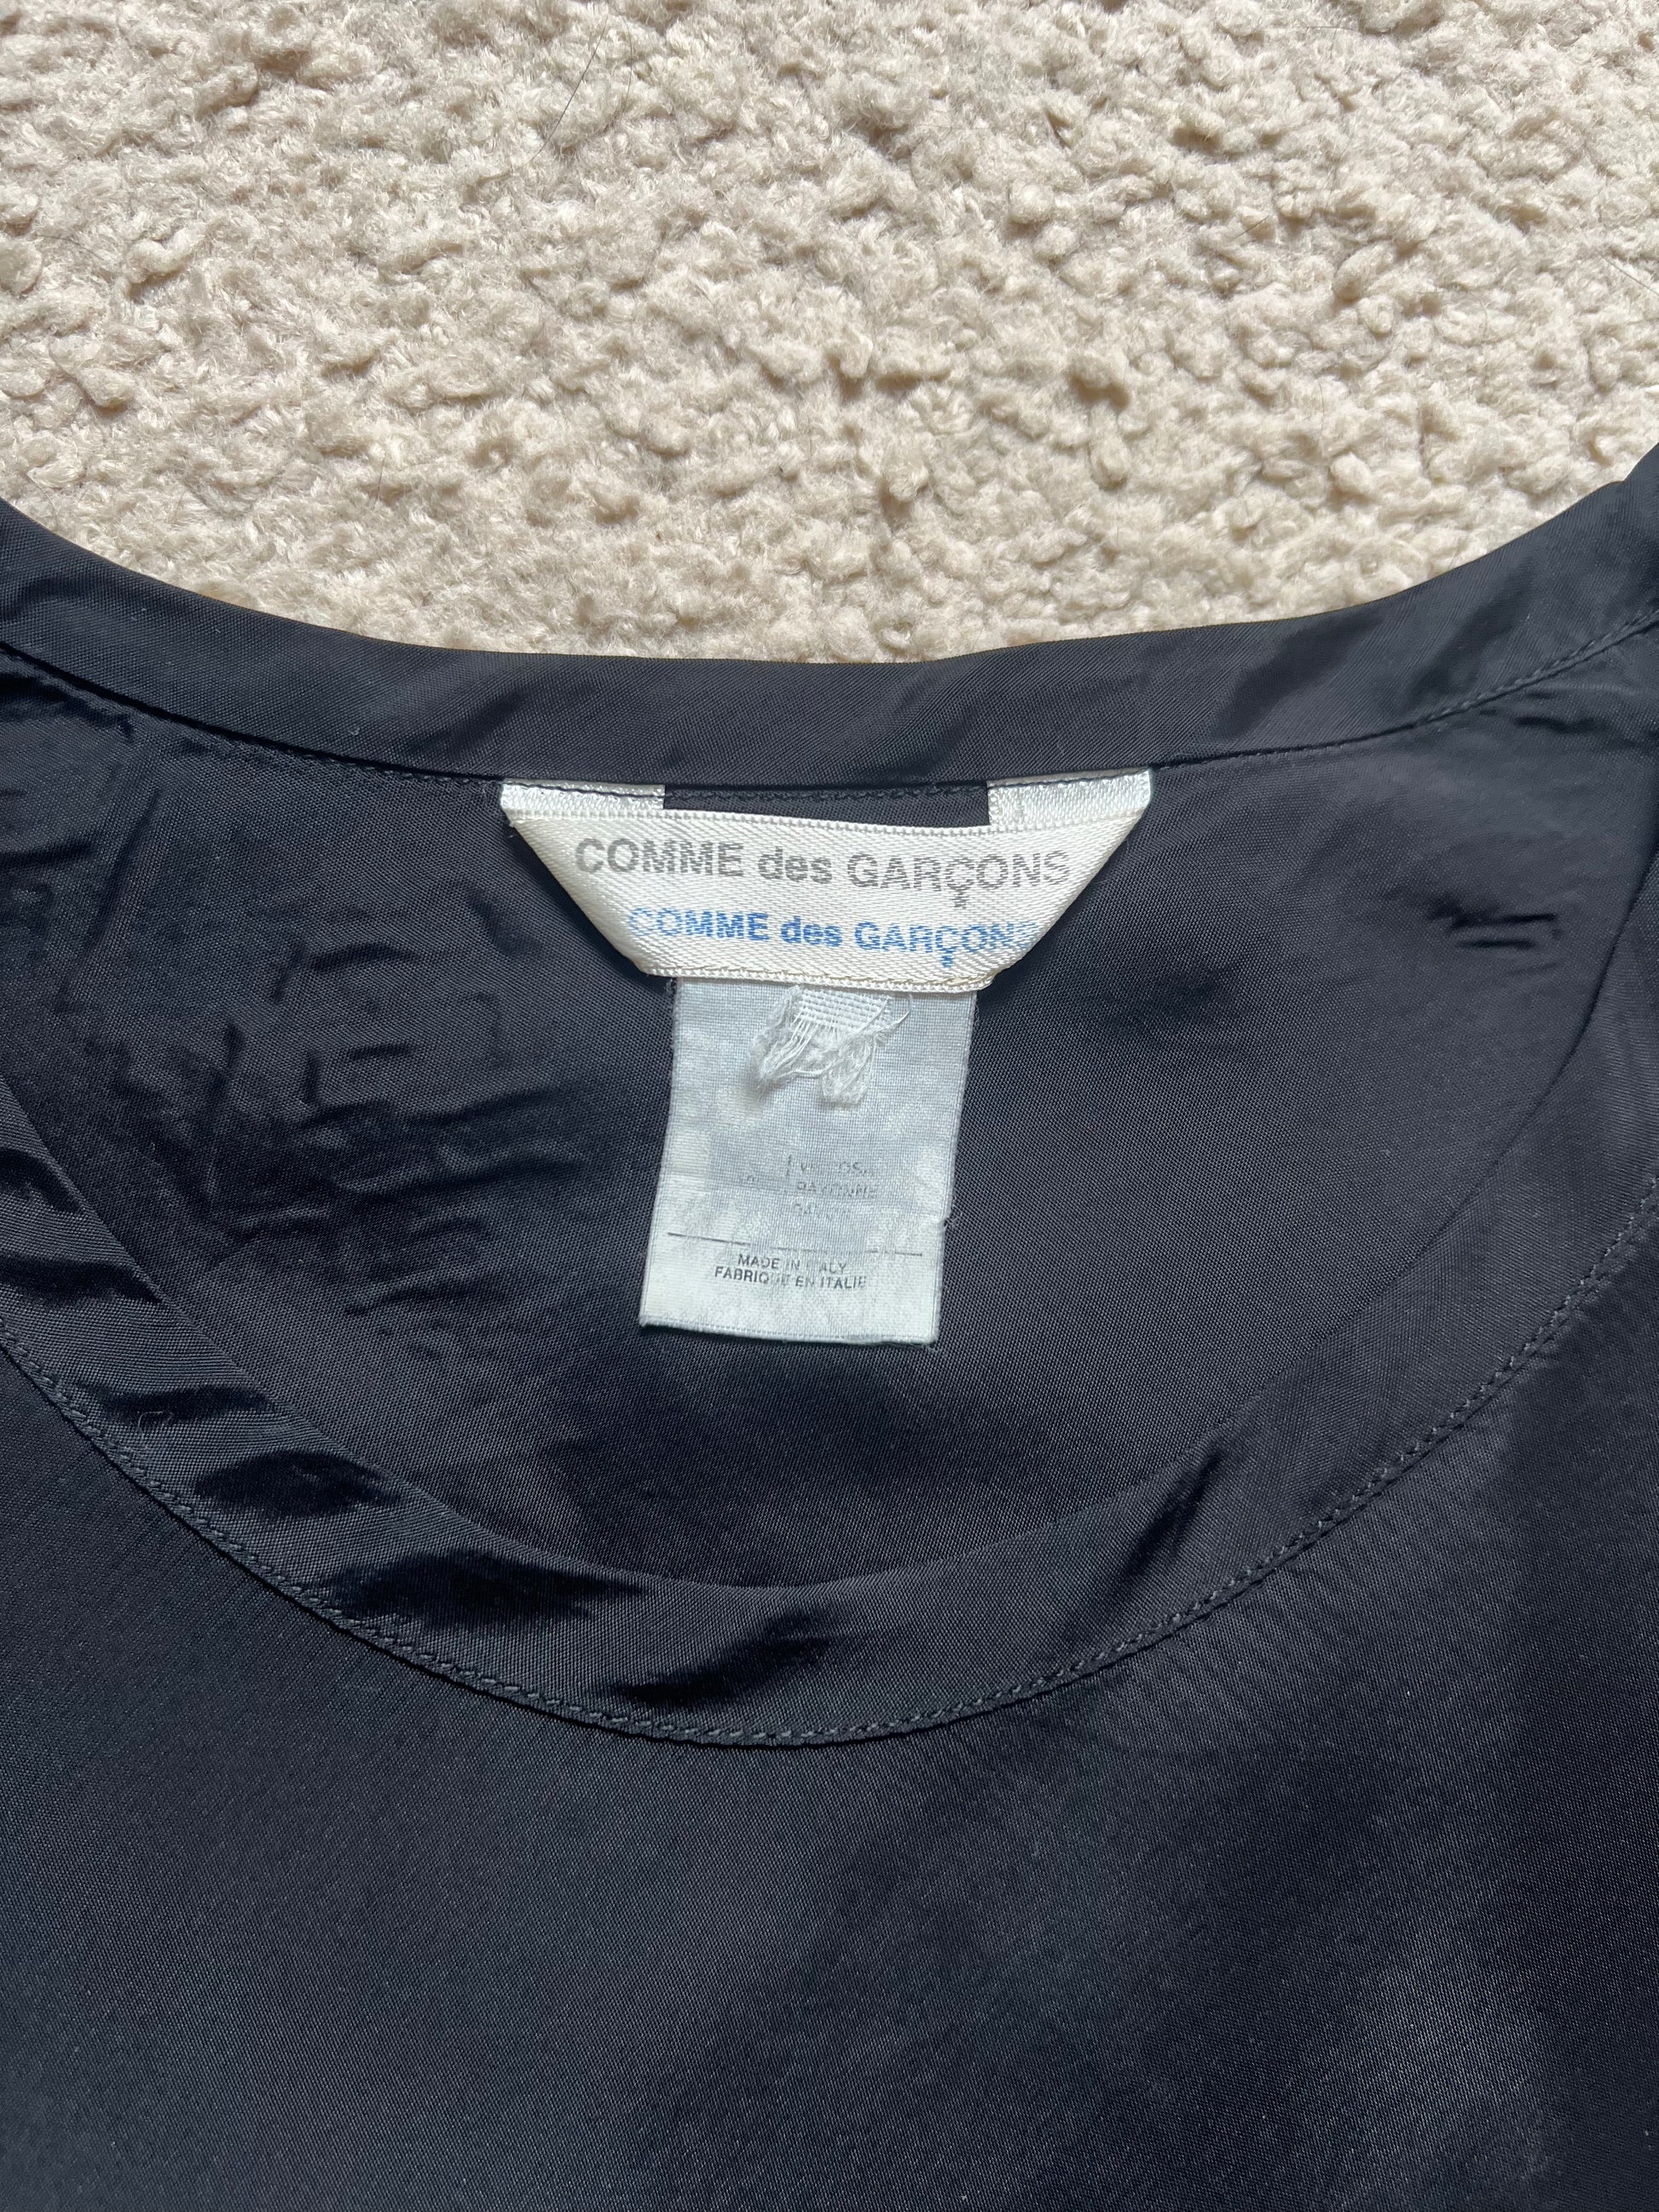 COMME des GARÇONS
COMME des GARÇONS
MADE IN ITALY
FABRIQUE EN ITALIE